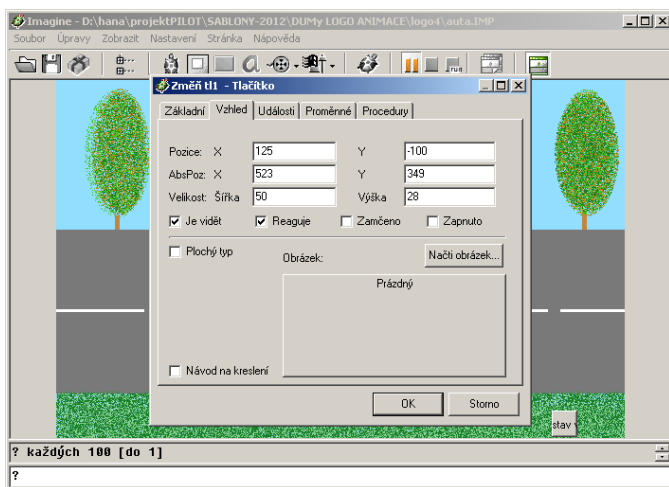 Imagine - D:\hana\projektPILOT\SABLONY-2012\DUMy LOGO ANIMACE\logo4\auta.IMP
Soubor Úpravy Zobrazit Nastavení Stránka Nápověda
Změň tl1 - Tlačítko
Základní Vzhled Události Proměnné Procedury
Pozice: X 125 Y -100
AbsPoz: X 523 Y 349
Velikost: Šířka 50 Výška 28
Je vidět Reaguje Zamčeno Zapnuto
Plochý typ Obrázek: Načti obrázek...
Prázdný
Návod na kreslení
OK Storno
stav
? každých 100 [do 1]
?